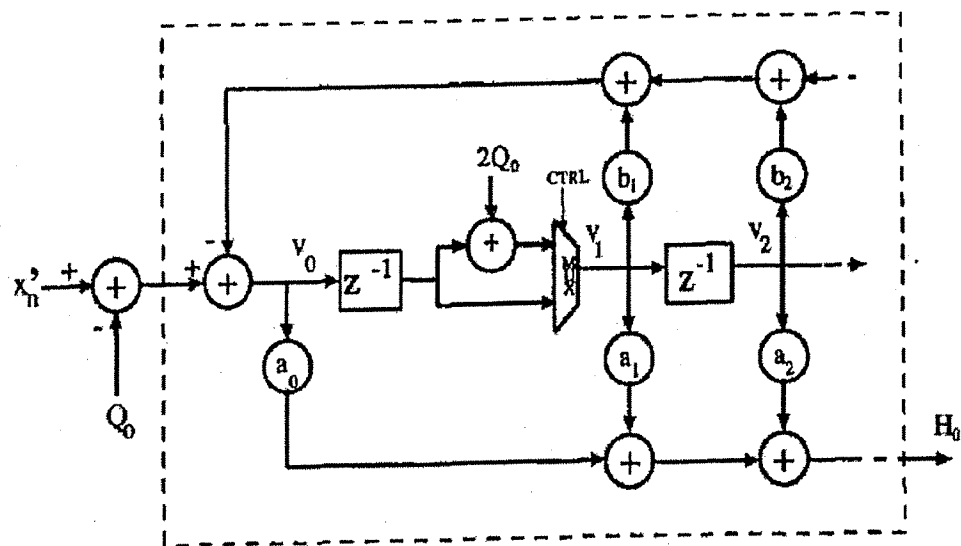 + +
b₁
b₂
2Q₀
CTRL
-
v₀
v₁
v₂
x'ₙ
+
+
+
+
z⁻¹
+
MUX
z⁻¹
-
a₀
a₁
a₂
Q₀
+
+
H₀